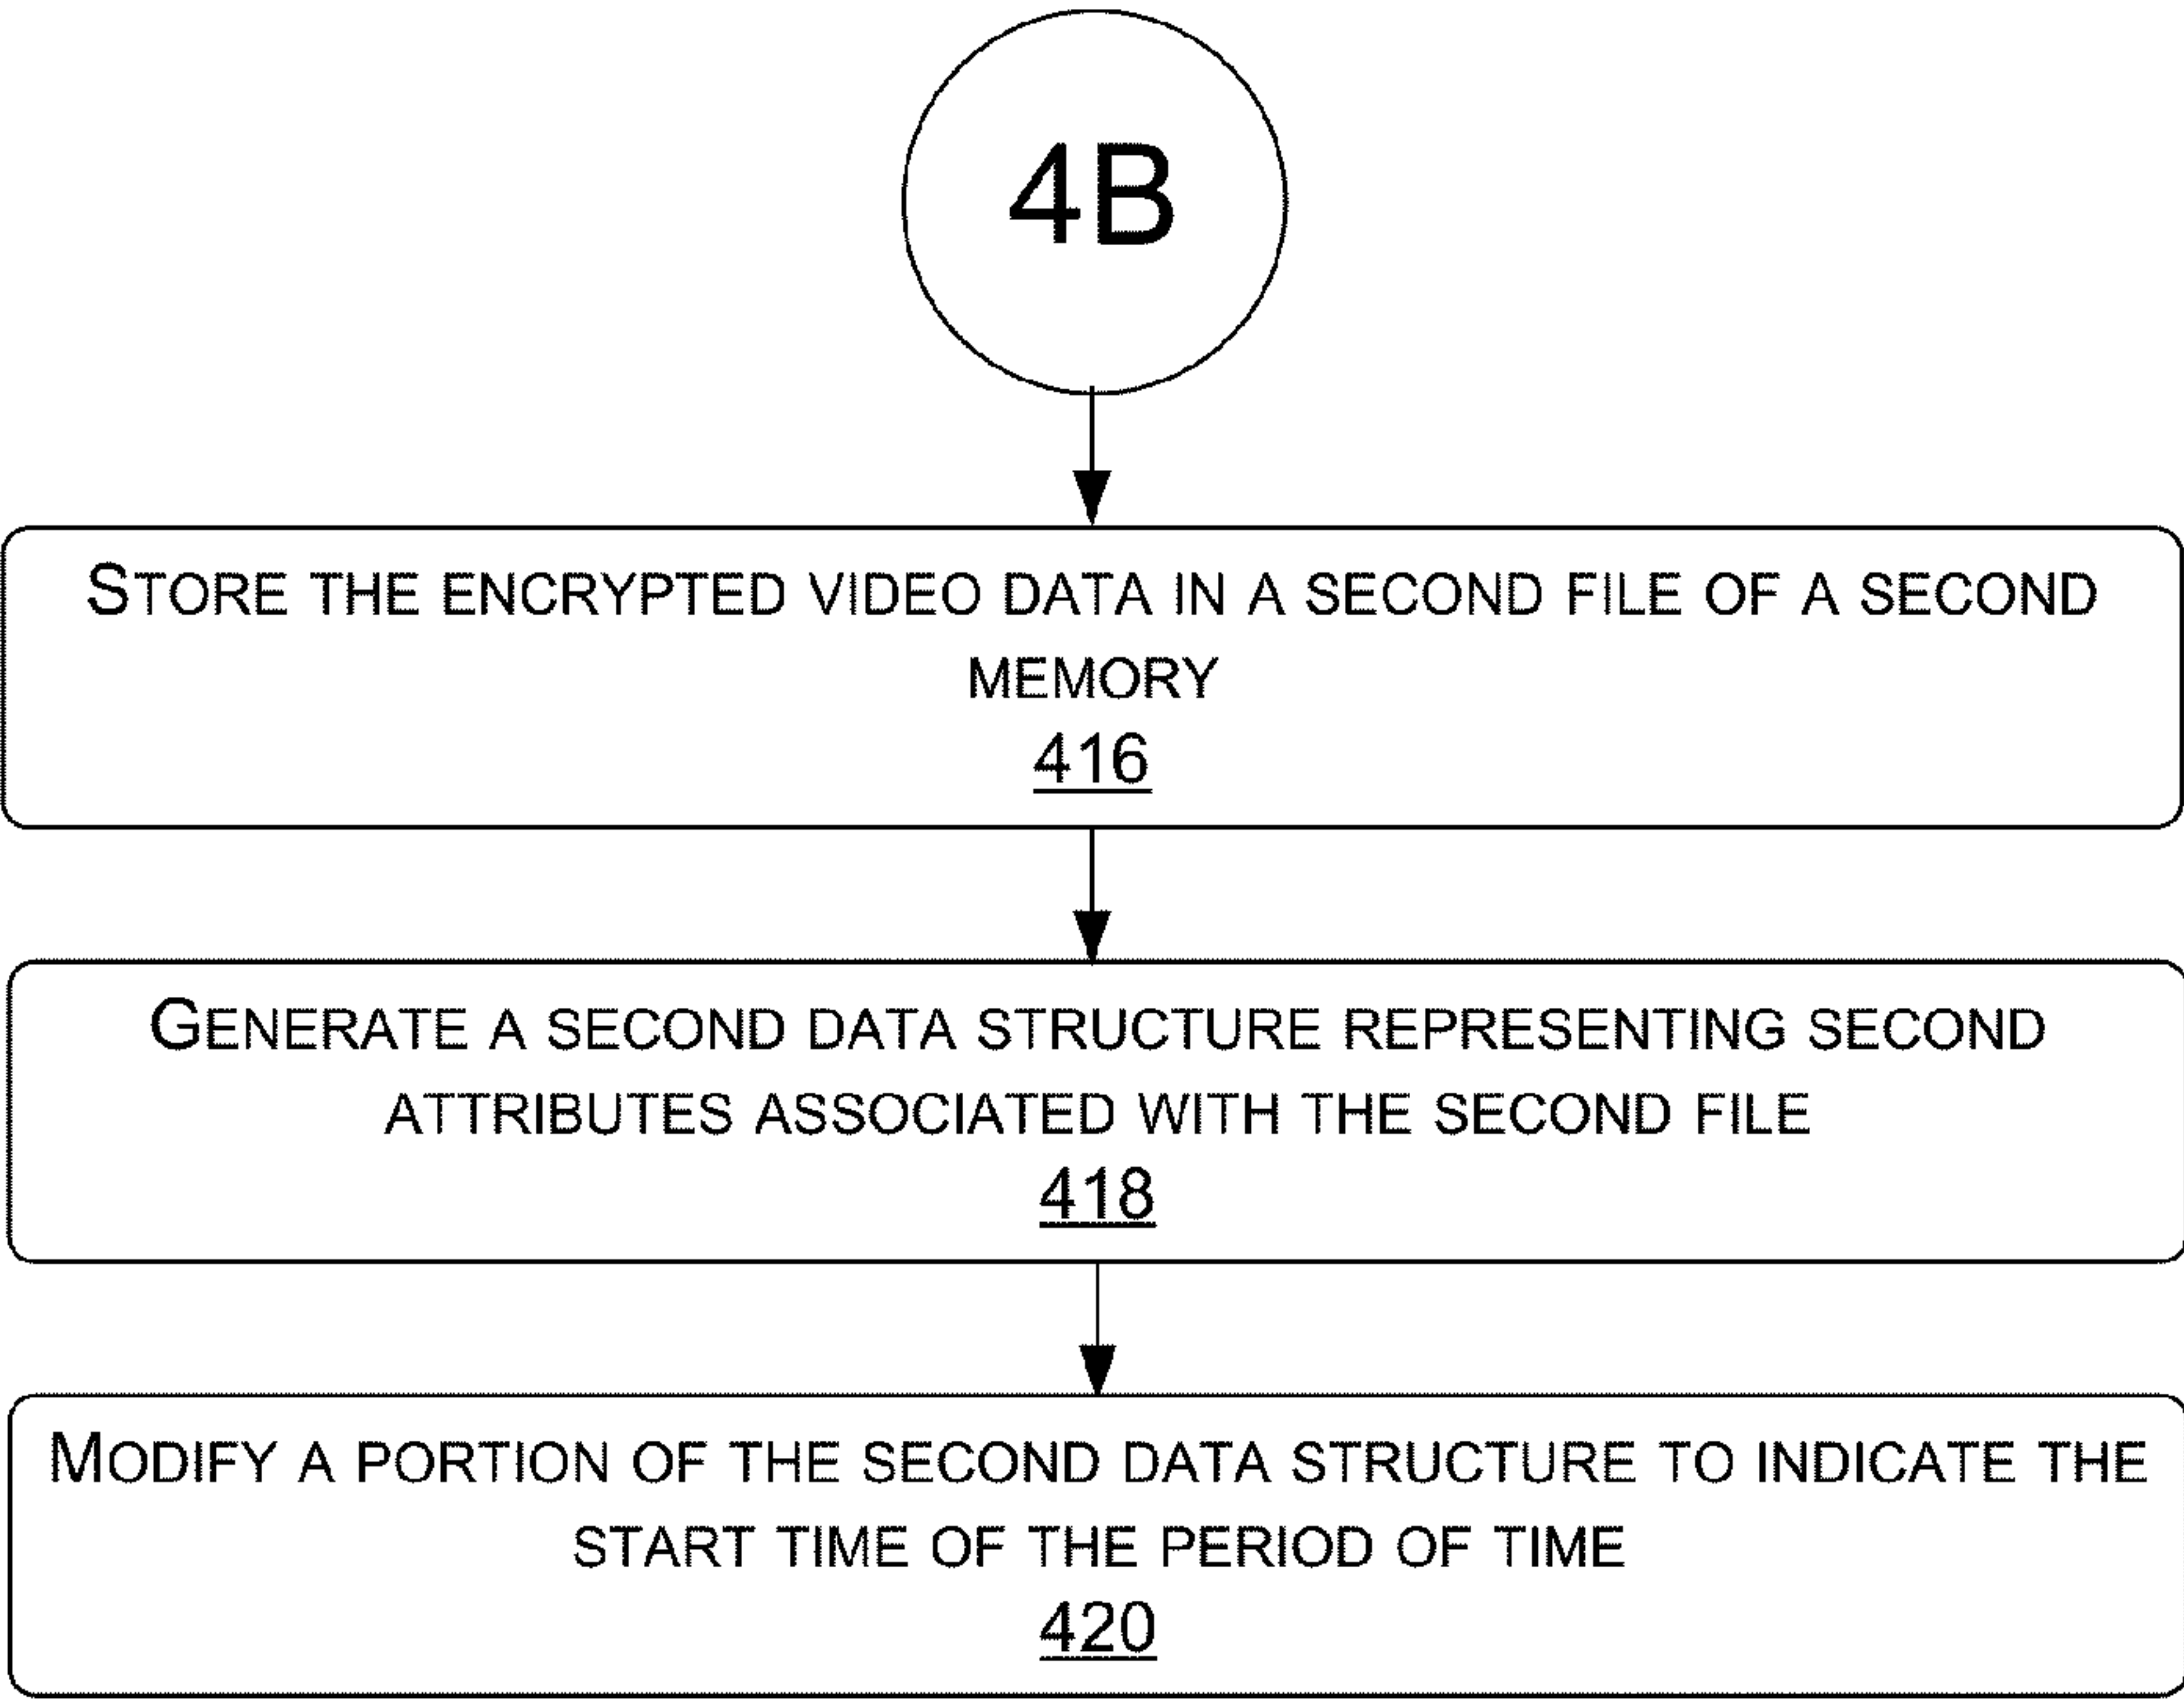 4B
STORE THE ENCRYPTED VIDEO DATA IN A SECOND FILE OF A SECOND
MEMORY
416
GENERATE A SECOND DATA STRUCTURE REPRESENTING SECOND
ATTRIBUTES ASSOCIATED WITH THE SECOND FILE
418
MODIFY A PORTION OF THE SECOND DATA STRUCTURE TO INDICATE THE
START TIME OF THE PERIOD OF TIME
420